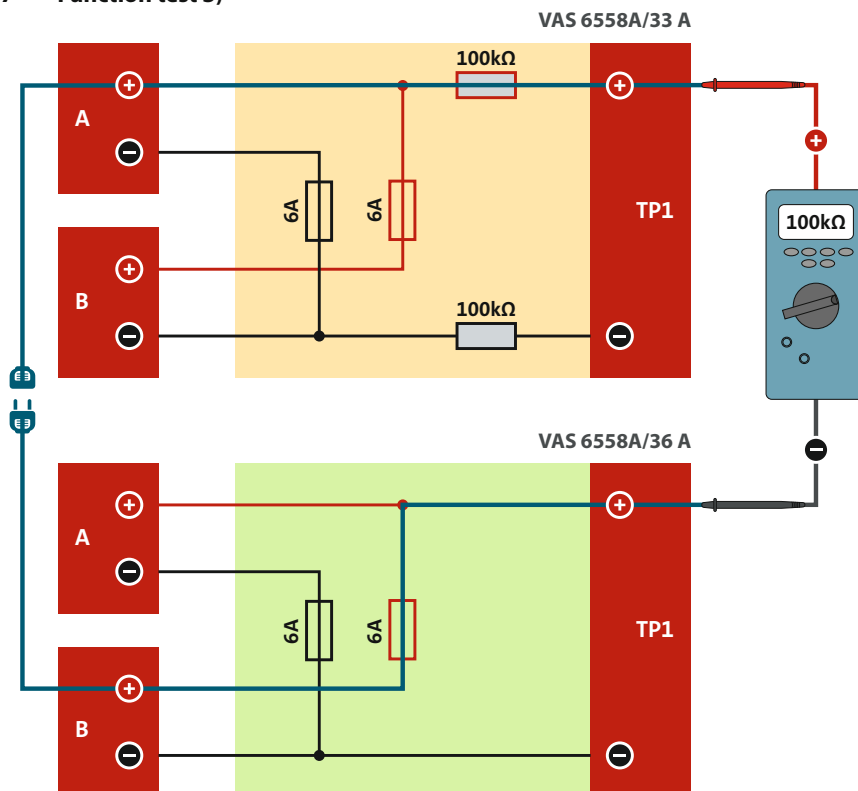 Function test 3)
VAS 6558A/33 A
100kΩ
A
6A
6A
TP1
100kΩ
B
100kΩ
VAS 6558A/36 A
A
6A
6A
TP1
B